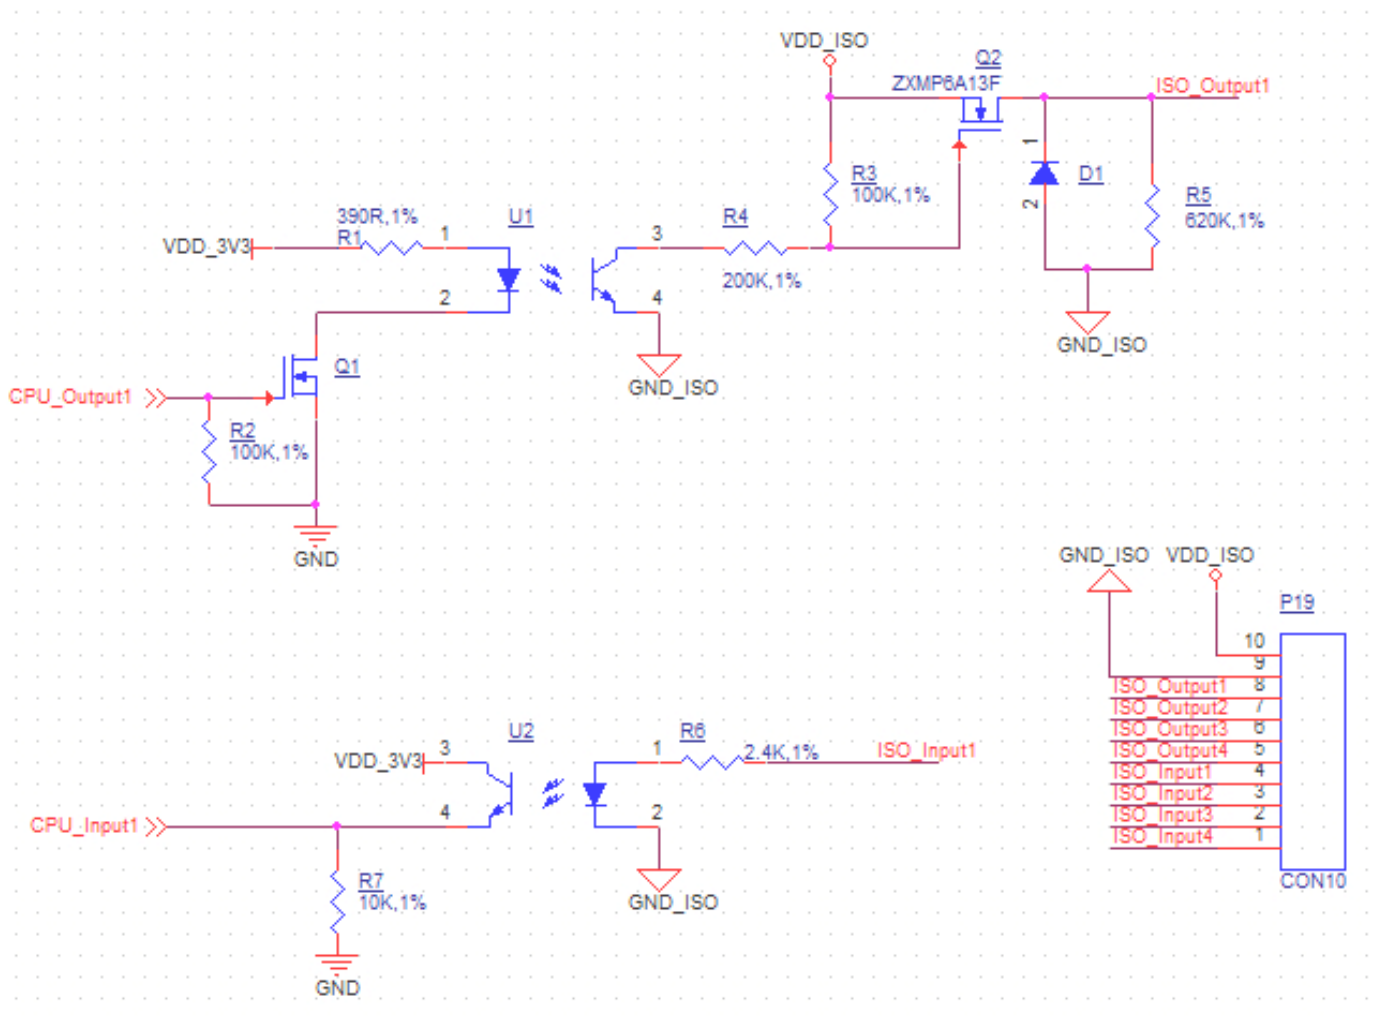 VDD_ISO
Q2
ZXMP6A13F
ISO_Output1
1
D1
2
R3
100K,1%
R5
620K,1%
390R,1%
VDD_3V3
R1
1
U1
3
R4
200K,1%
2
4
GND_ISO
GND_ISO
CPU_Output1
Q1
R2
100K,1%
GND
GND_ISO
VDD_ISO
P19
10
9
ISO_Output1 8
ISO_Output2 7
ISO_Output3 6
ISO_Output4 5
ISO_Input1 4
ISO_Input2 3
ISO_Input3 2
ISO_Input4 1
CON10
VDD_3V3
3
U2
1
R6
2.4K,1%
ISO_Input1
CPU_Input1
4
2
R7
10K,1%
GND_ISO
GND